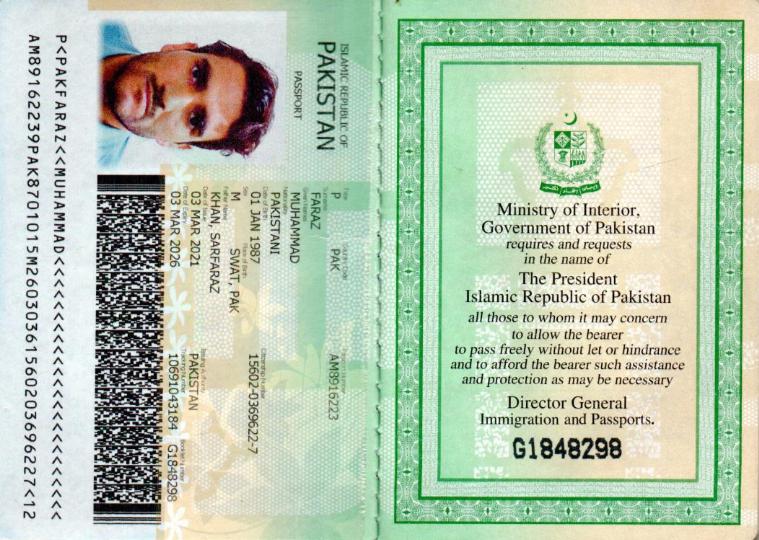 ISLAMIC REPUBLIC OF
PAKISTAN
PASSPORT
Type Country Code Passport Number
P PAK AM8916223
Surname
FARAZ
Given Names
MUHAMMAD
Nationality
PAKISTANI
Date of Birth Citizenship Number
01 JAN 1987 15602-0369622-7
Sex Place of Birth
M SWAT, PAK
Father Name
KHAN, SARFARAZ
Date of Issue Issuing Authority
03 MAR 2021 PAKISTAN
Date of Expiry Tracking Number Booklet Number
03 MAR 2026 10691043184 G1848298
P<PAKFARAZ<<MUHAMMAD<<<<<<<<<<<<<<<<<<<<<<<<
AM89162239PAK8701015M26030361560203696227<12
Ministry of Interior,
Government of Pakistan
requires and requests
in the name of
The President
Islamic Republic of Pakistan
all those to whom it may concern
to allow the bearer
to pass freely without let or hindrance
and to afford the bearer such assistance
and protection as may be necessary
Director General
Immigration and Passports.
G1848298